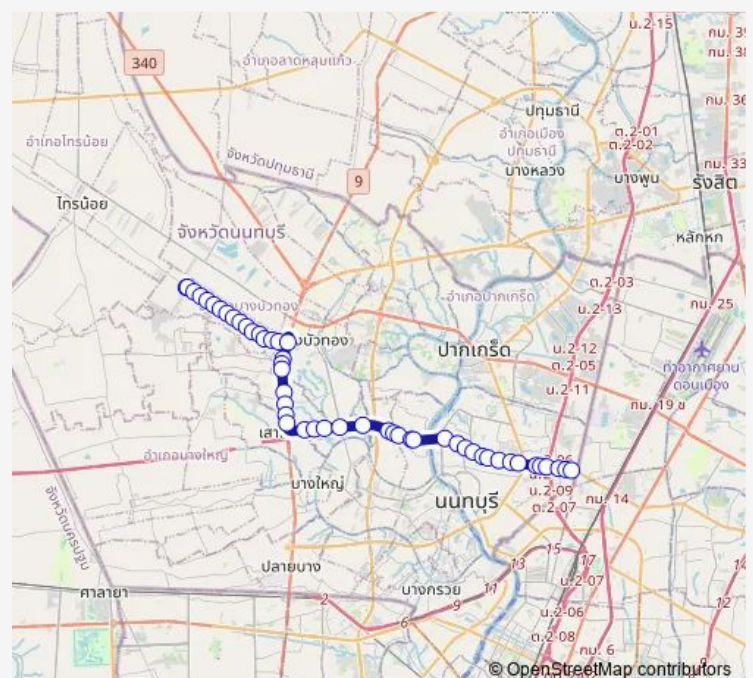 น.2-15
กม. 39
กม. 38
340
อำเภอลาดหลุมแก้ว
ปทุมธานี
ต.2-01
ต.2-02
กม. 36
อำเภอไทรน้อย
จังหวัดปทุมธานี
อำเภอเมือง
ปทุมธานี
บางหลวง
บางพูน
กม. 33
รังสิต
9
ไทรน้อย
จังหวัดนนทบุรี
หลักหก
ต.2-03
น.2-13
กม. 25
อำเภอปากเกร็ด
น.2-12
ต.2-05
น.2-11
ปากเกร็ด
ท่าอากาศยาน
ดอนเมือง
กม. 19 ข
อำเภอบางใหญ่
บางใหญ่
จังหวัดนครปฐม
นนทบุรี
น.2-09
ต.2-07
กม. 14
ปลายบาง
ศาลายา
บางกรวย
15
17
13
11
9
6
2
น.2-07
น.2-06
ต.2-08
กม. 6
12
14
© OpenStreetMap contributors